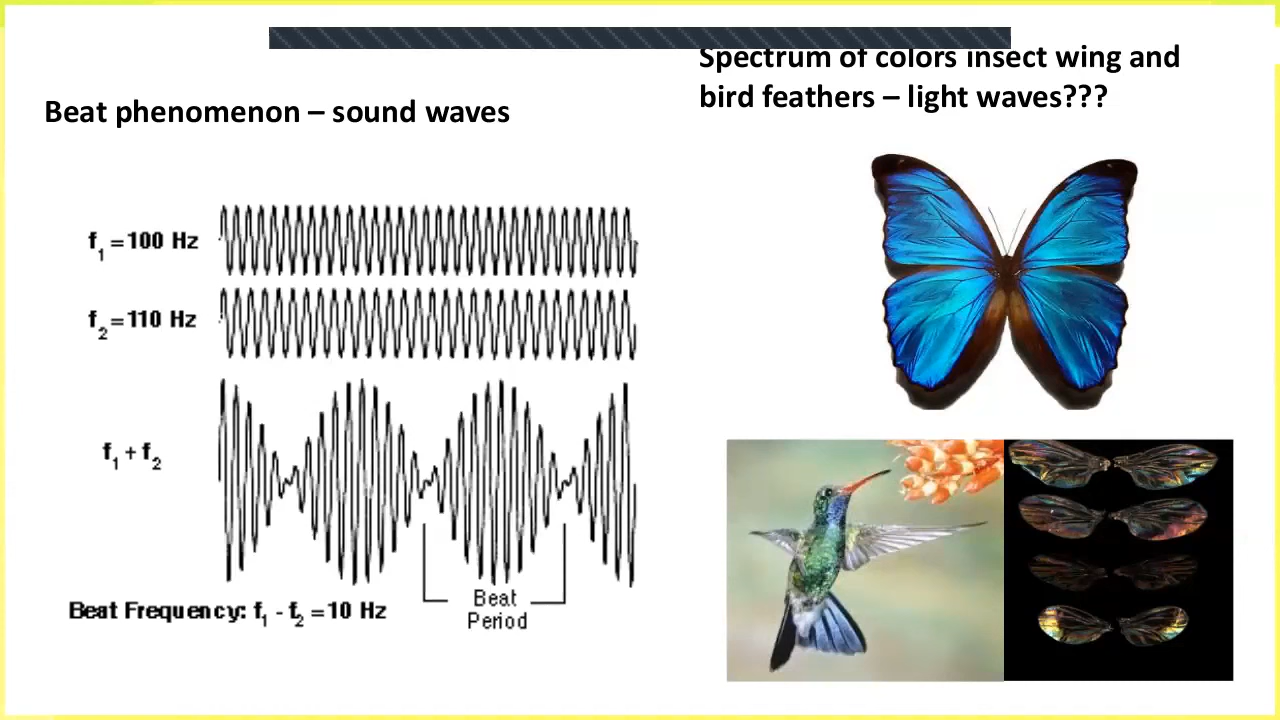 Spectrum of colors insect wing and
bird feathers – light waves???
Beat phenomenon – sound waves
f1 = 100 Hz
f2 = 110 Hz
f1 + f2
Beat
Period
Beat Frequency: f1 - f2 = 10 Hz